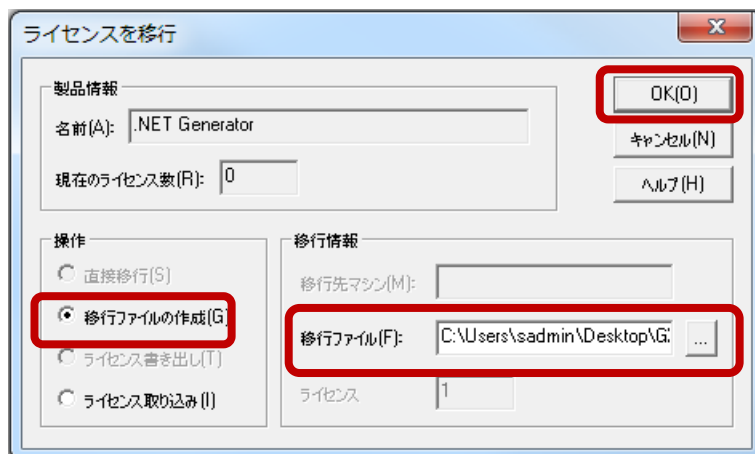 ライセンスを移行
製品情報
名前(A): .NET Generator
現在のライセンス数(R): 0
OK(O)
キャンセル(N)
ヘルプ(H)
操作
直接移行(S)
移行ファイルの作成(G)
ライセンス書き出し(T)
ライセンス取り込み(I)
移行情報
移行先マシン(M):
移行ファイル(F): C:\Users\sadmin\Desktop\G ...
ライセンス 1